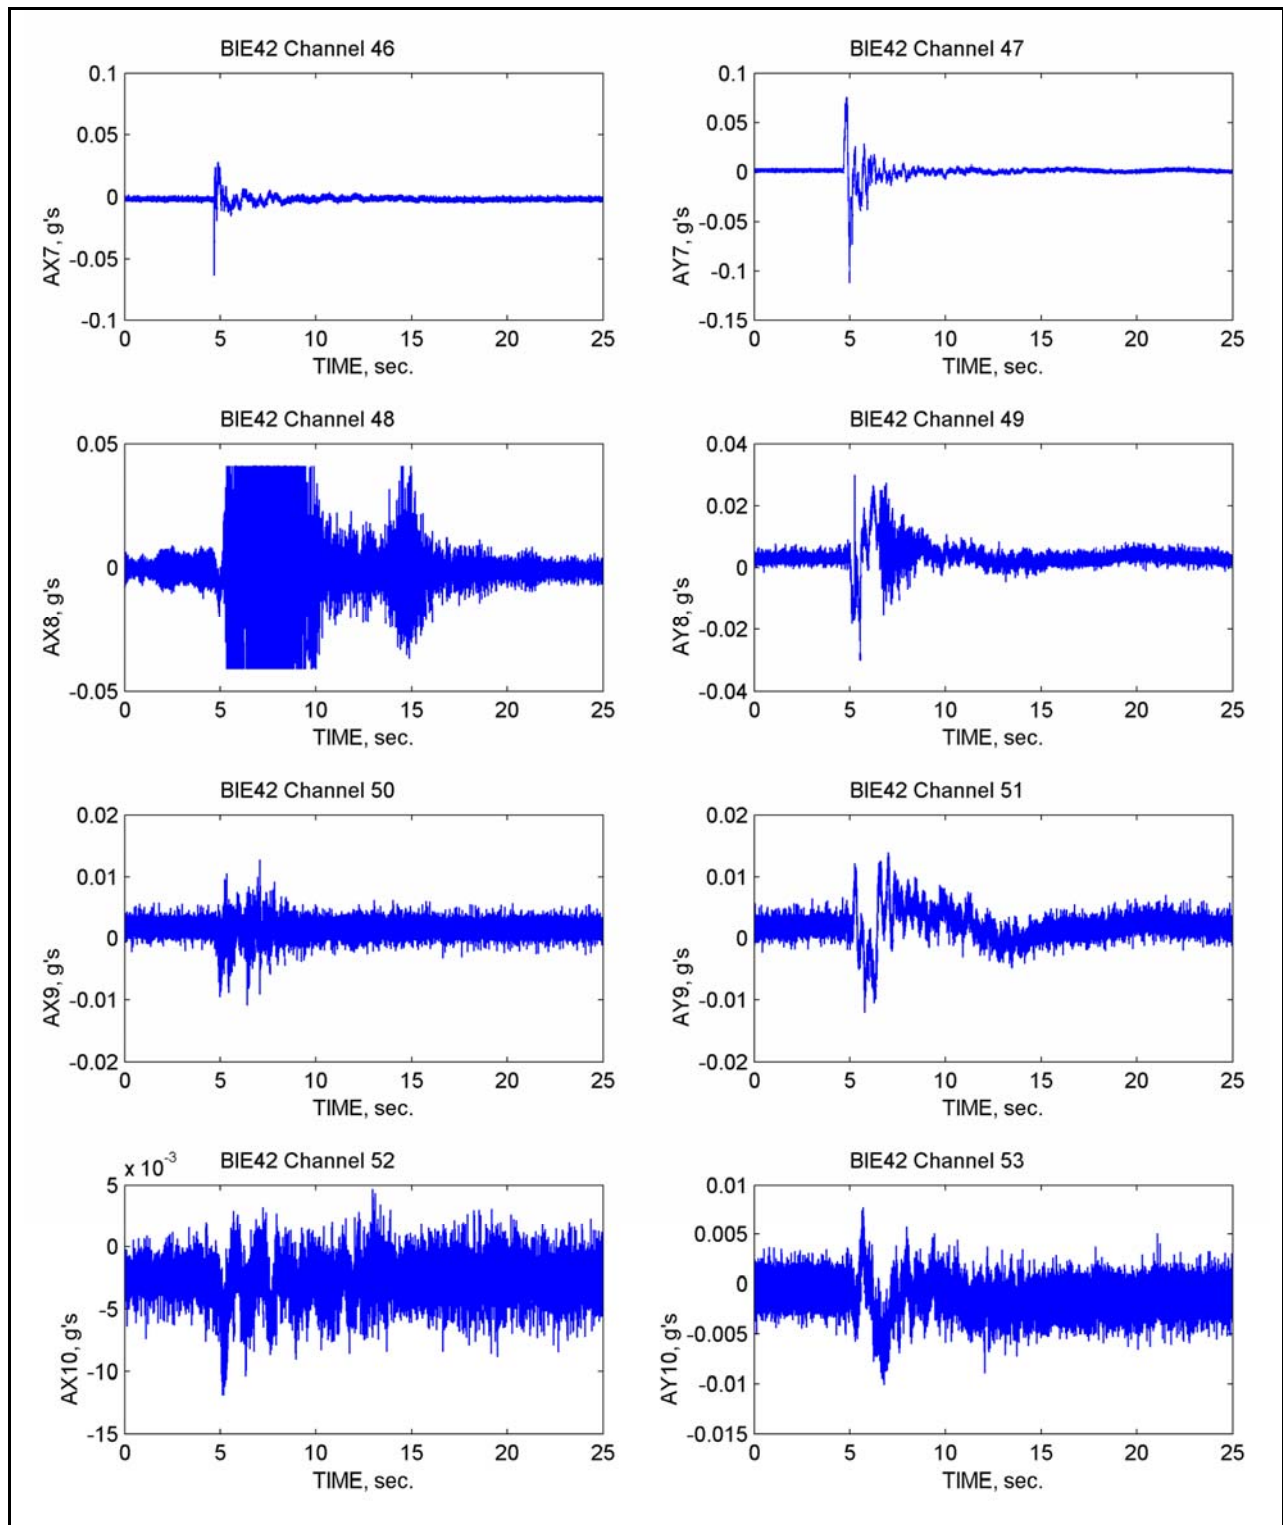 BIE42 Channel 46
0.1
0.05
0
-0.05
-0.1
AX7, g's
0 5 10 15 20 25
TIME, sec.
BIE42 Channel 47
0.1
0.05
0
-0.05
-0.1
-0.15
AY7, g's
0 5 10 15 20 25
TIME, sec.
BIE42 Channel 48
0.05
0
-0.05
AX8, g's
0 5 10 15 20 25
TIME, sec.
BIE42 Channel 49
0.04
0.02
0
-0.02
-0.04
AY8, g's
0 5 10 15 20 25
TIME, sec.
BIE42 Channel 50
0.02
0.01
0
-0.01
-0.02
AX9, g's
0 5 10 15 20 25
TIME, sec.
BIE42 Channel 51
0.02
0.01
0
-0.01
-0.02
AY9, g's
0 5 10 15 20 25
TIME, sec.
x 10⁻³ BIE42 Channel 52
5
0
-5
-10
-15
AX10, g's
0 5 10 15 20 25
TIME, sec.
BIE42 Channel 53
0.01
0.005
0
-0.005
-0.01
-0.015
AY10, g's
0 5 10 15 20 25
TIME, sec.